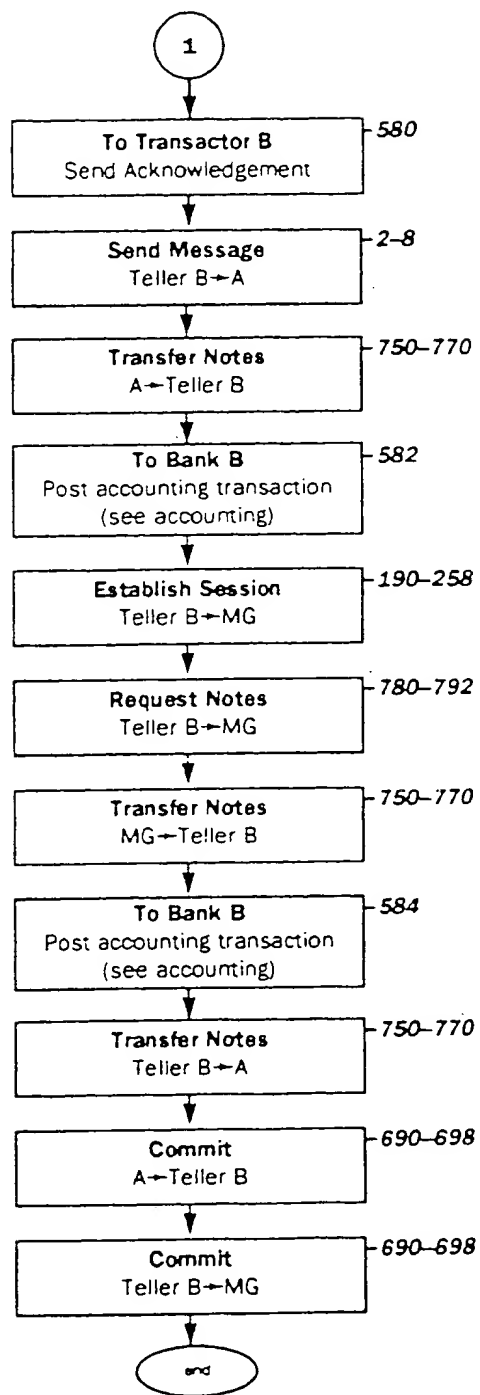 1
To Transactor B
Send Acknowledgement
580
Send Message
Teller B→A
2–8
Transfer Notes
A→Teller B
750–770
To Bank B
Post accounting transaction
(see accounting)
582
Establish Session
Teller B→MG
190–258
Request Notes
Teller B→MG
780–792
Transfer Notes
MG→Teller B
750–770
To Bank B
Post accounting transaction
(see accounting)
584
Transfer Notes
Teller B→A
750–770
Commit
A→Teller B
690–698
Commit
Teller B→MG
690–698
end